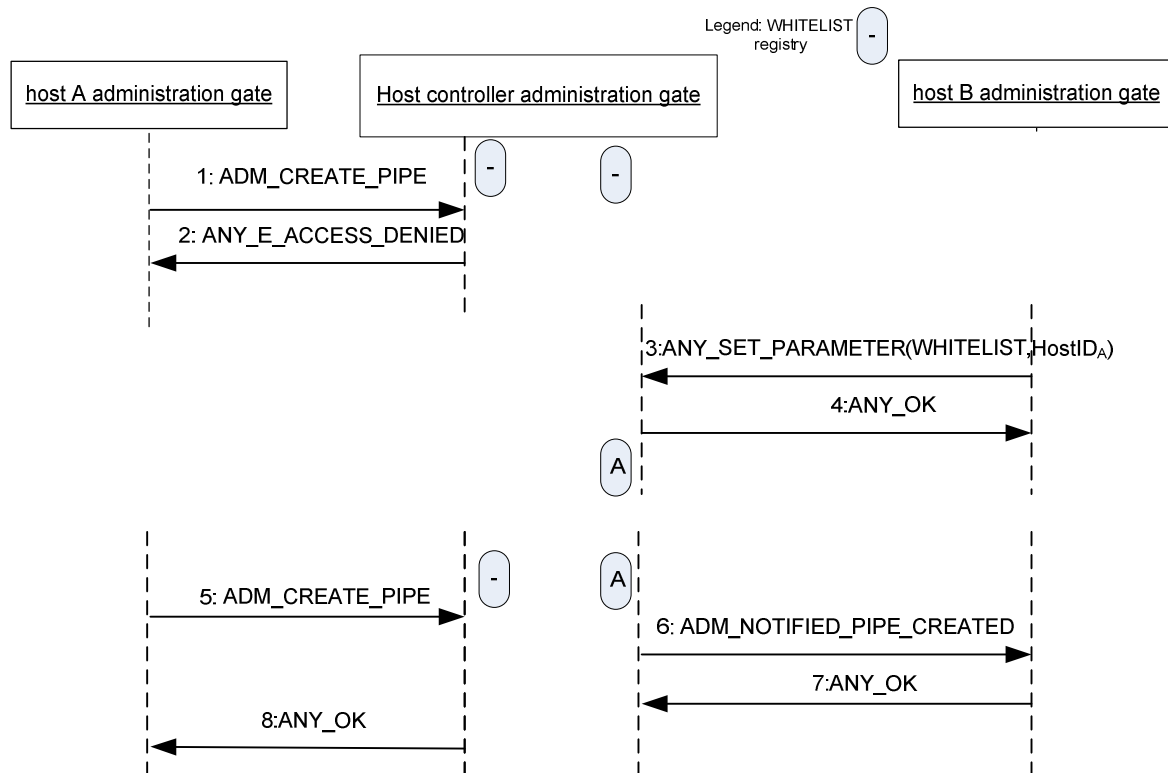 Legend: WHITELIST
registry
-
host A administration gate
Host controller administration gate
host B administration gate
-
-
1: ADM_CREATE_PIPE
2: ANY_E_ACCESS_DENIED
3:ANY_SET_PARAMETER(WHITELIST,HostIDA)
4:ANY_OK
A
-
A
5: ADM_CREATE_PIPE
6: ADM_NOTIFIED_PIPE_CREATED
7:ANY_OK
8:ANY_OK